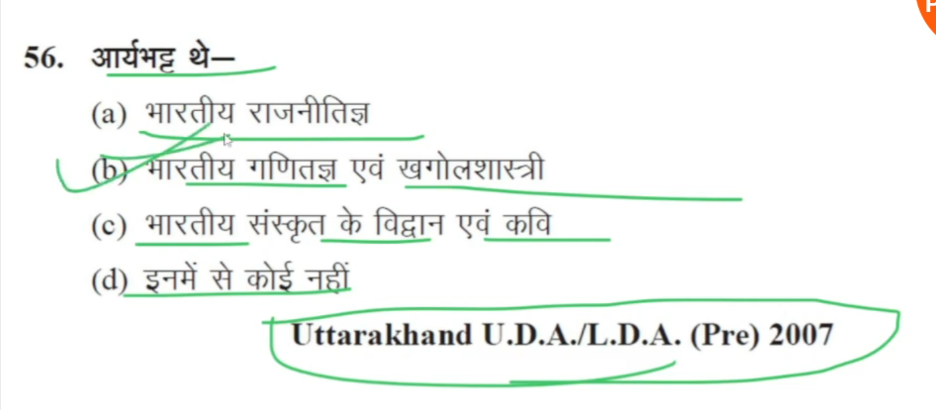 56. आर्यभट्ट थे—
(a) भारतीय राजनीतिज्ञ
(b) भारतीय गणितज्ञ एवं खगोलशास्त्री
(c) भारतीय संस्कृत के विद्वान एवं कवि
(d) इनमें से कोई नहीं
Uttarakhand U.D.A./L.D.A. (Pre) 2007